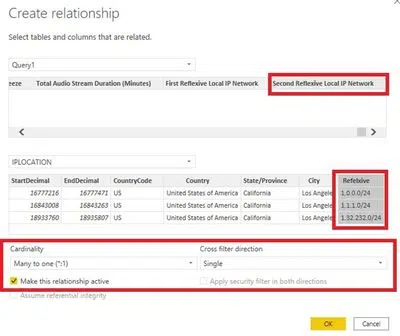 Create relationship
Select tables and columns that are related.
Query1
eeze Total Audio Stream Duration (Minutes) First Reflexive Local IP Network Second Reflexive Local IP Network
IPLOCATION
StartDecimal EndDecimal CountryCode Country State/Province City Refelxive
16777216 16777471 US United States of America California Los Angele 1.0.0.0/24
16843008 16843263 US United States of America California Los Angele 1.1.1.0/24
18933760 18935807 US United States of America California Los Angele 1.32.232.0/24
Cardinality Cross filter direction
Many to one (*:1) Single
Make this relationship active Apply security filter in both directions
Assume referential integrity
OK Cancel